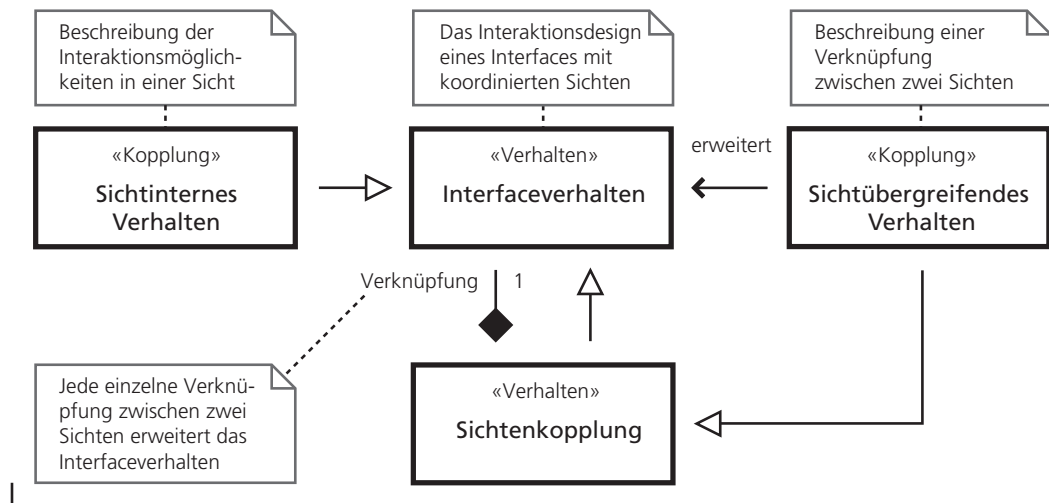 Beschreibung der
Interaktionsmöglich-
keiten in einer Sicht
Das Interaktionsdesign
eines Interfaces mit
koordinierten Sichten
Beschreibung einer
Verknüpfung
zwischen zwei Sichten
«Kopplung»
Sichtinternes
Verhalten
«Verhalten»
Interfaceverhalten
erweitert
«Kopplung»
Sichtübergreifendes
Verhalten
Verknüpfung
1
Jede einzelne Verknü-
pfung zwischen zwei
Sichten erweitert das
Interfaceverhalten
«Verhalten»
Sichtenkopplung